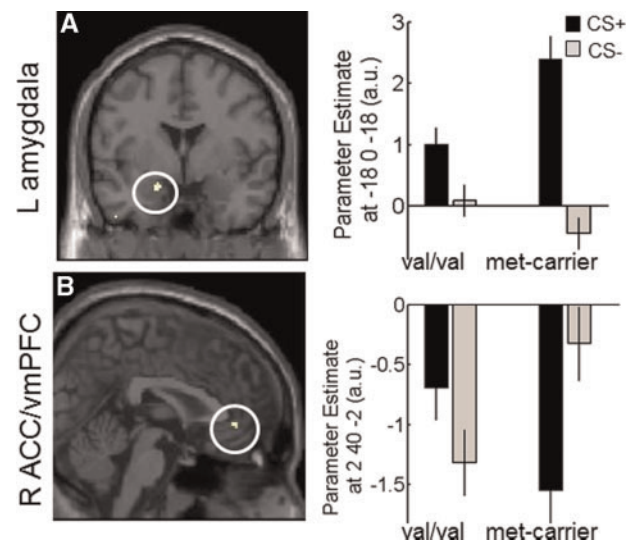 A
L amygdala
Parameter Estimate
at -18 0 -18 (a.u.)
3
2
1
0
CS+
CS-
val/val met-carrier
B
R ACC/vmPFC
Parameter Estimate
at 2 40 -2 (a.u.)
0
-0.5
-1
-1.5
val/val met-carrier